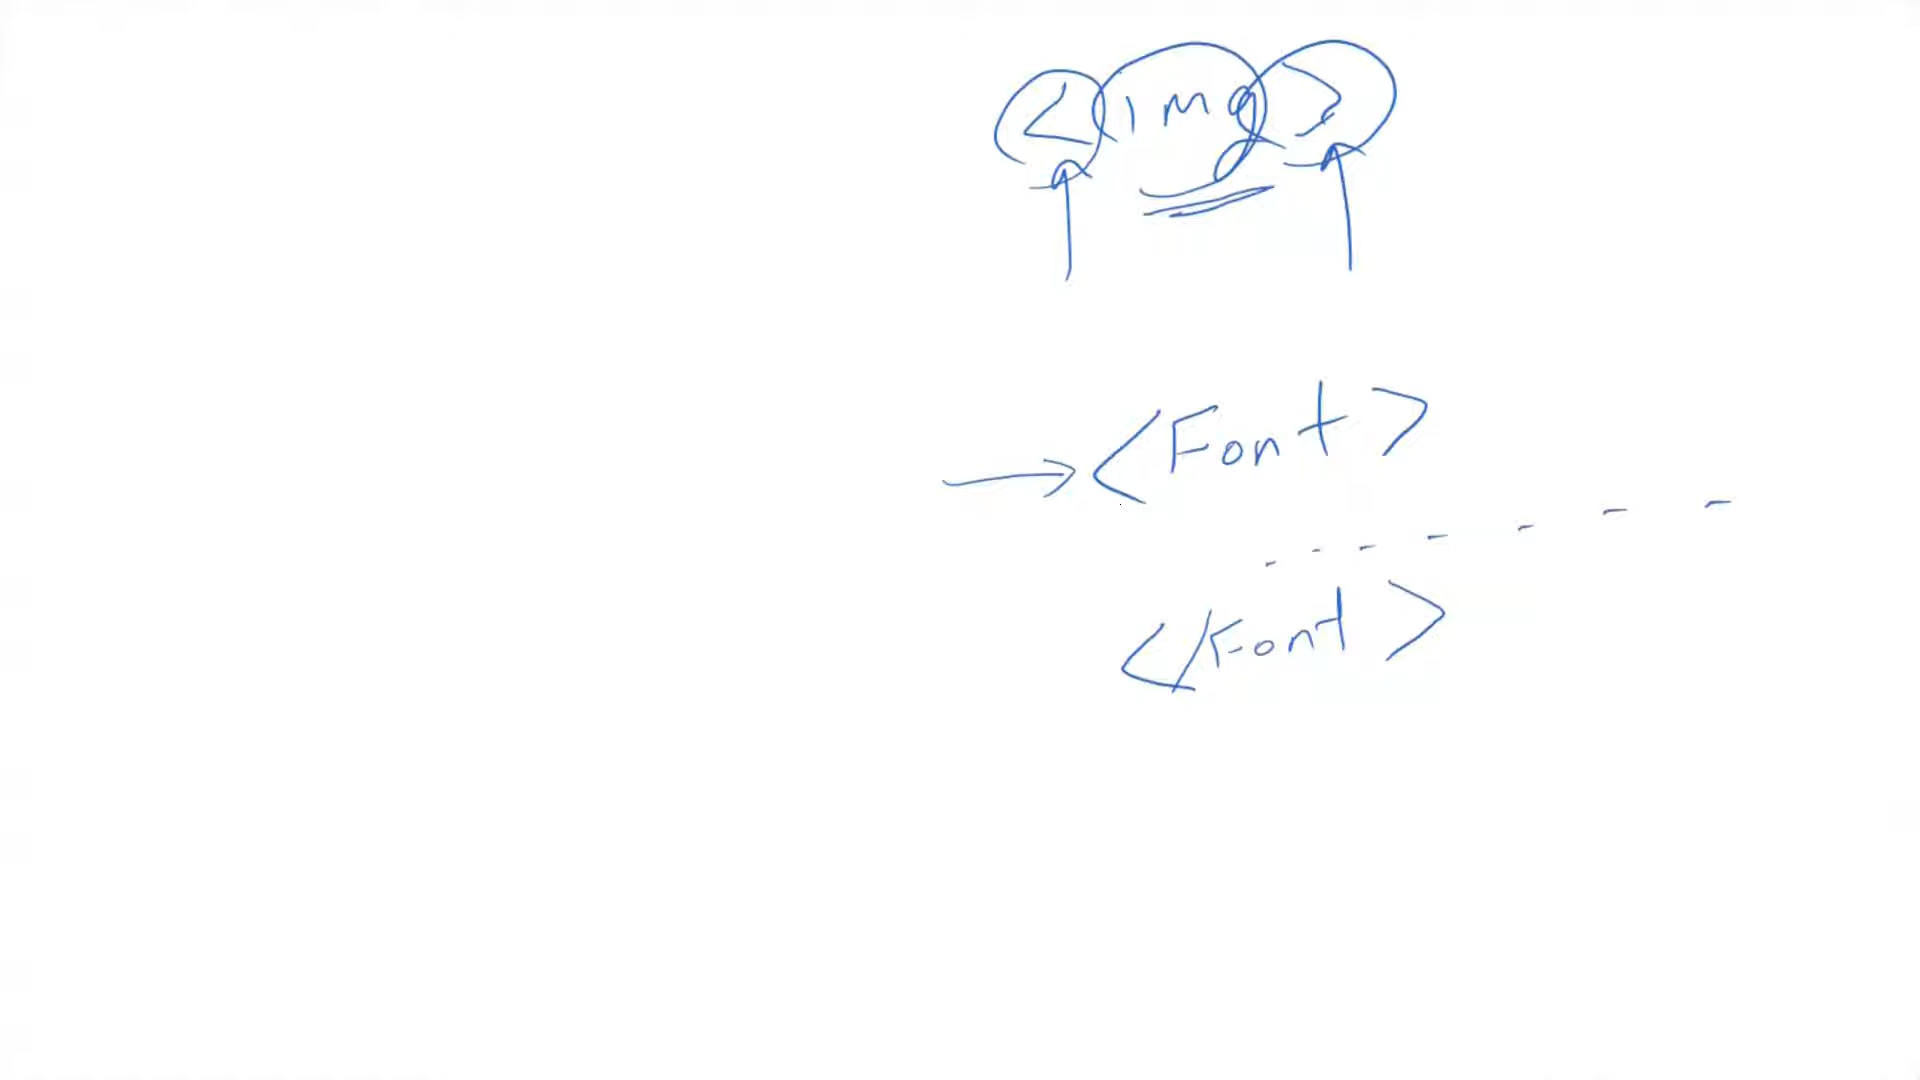 <img>
<Font>
- - - - - - -
</Font>